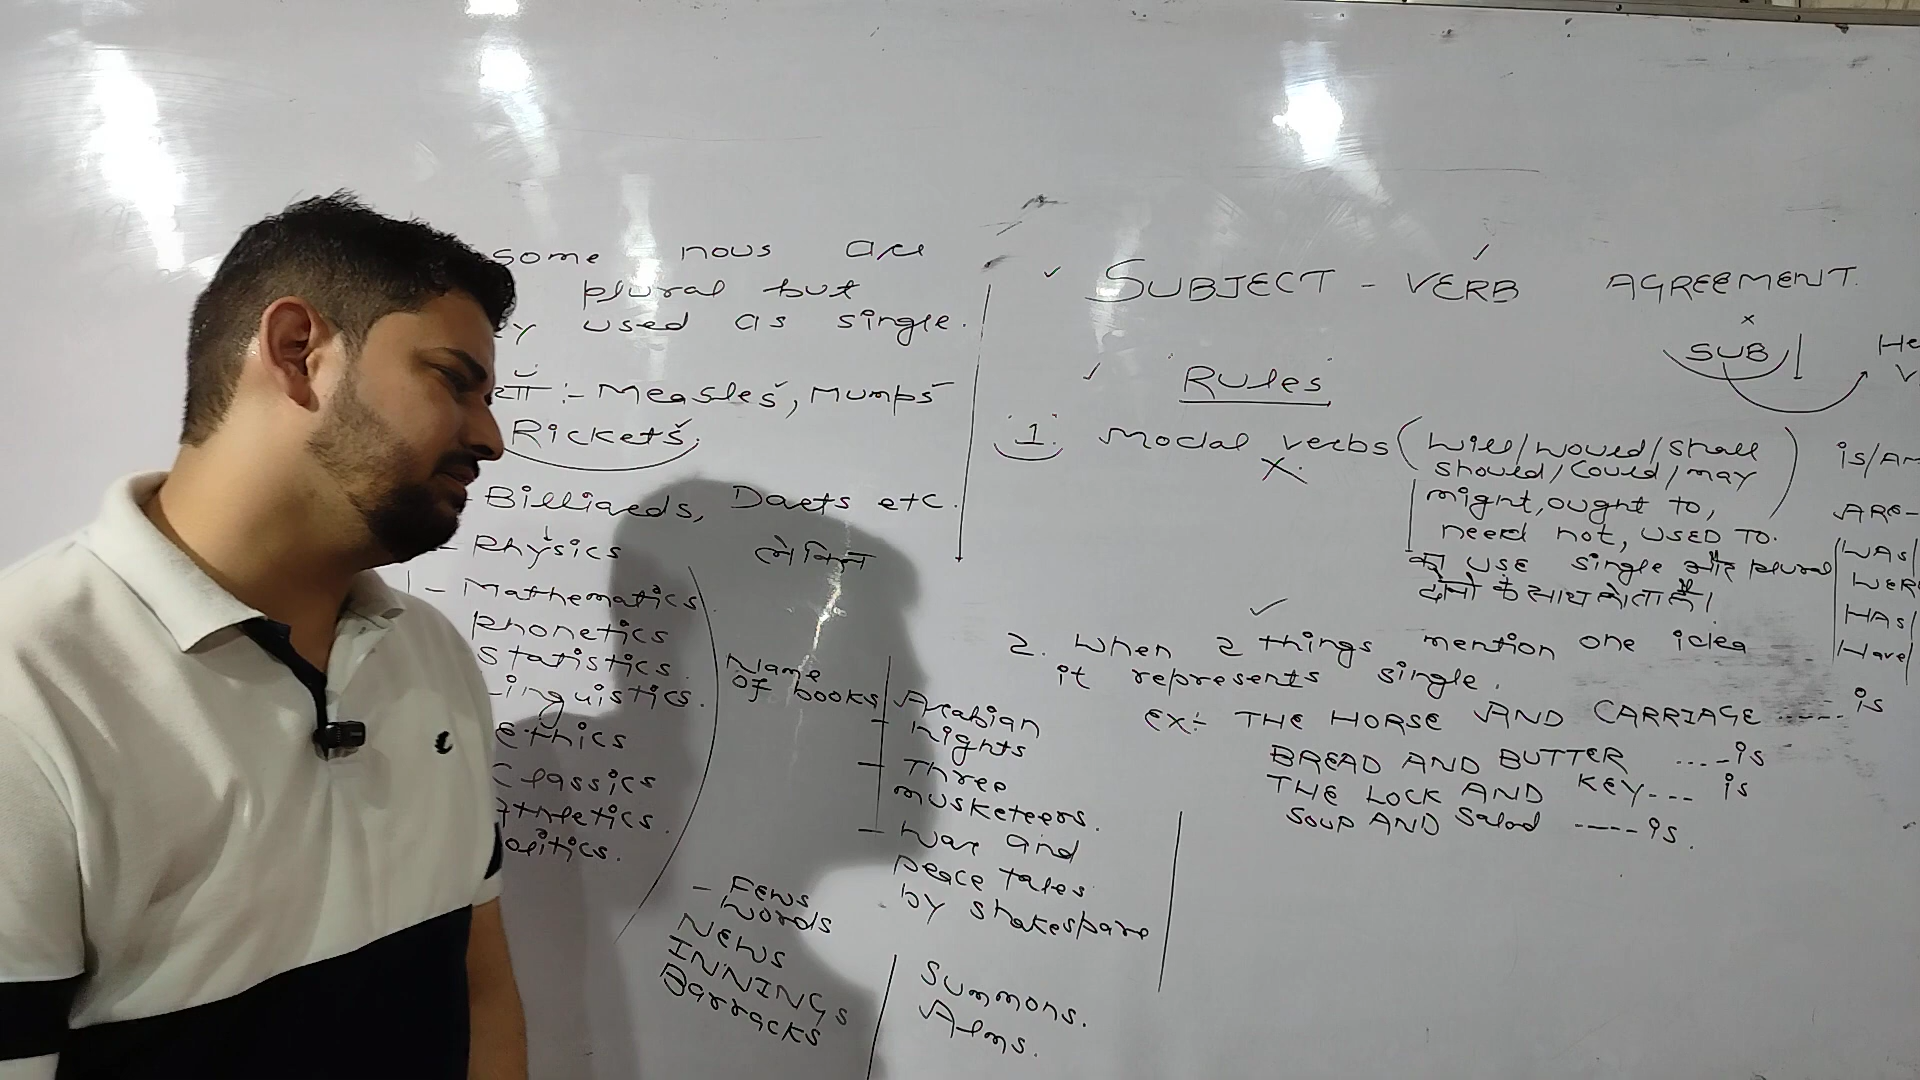 some nous are
plural but
used as single.
:- Measles, Mumps
Rickets,
Billiards, Darts etc.
- Physics
लेकिन
- Mathematics
Phonetics
Statistics.
Linguistics.
ethics
Classics
Athletics.
Politics.
Name
of books
Arabian
nights
- Three
musketeers.
- War and
peace tales
by shakespare
- Fews
words
News
INNINGS
Barracks
Summons.
Alms.
SUBJECT - VERB AGREEMENT.
SUB
He
Rules
1. Modal verbs (will/would/shall
should/could/may
might, ought to,
need not, USED TO.
का use single और plural
दोनो के साथ होता है।
is/AM
ARE-
WAS/
WERE
HAS/
Have/
2. When 2 things mention one idea
it represents single.
ex:- THE HORSE AND CARRIAGE ..... is
BREAD AND BUTTER ....is
THE LOCK AND KEY--- is
SOUP AND Salad -----is.